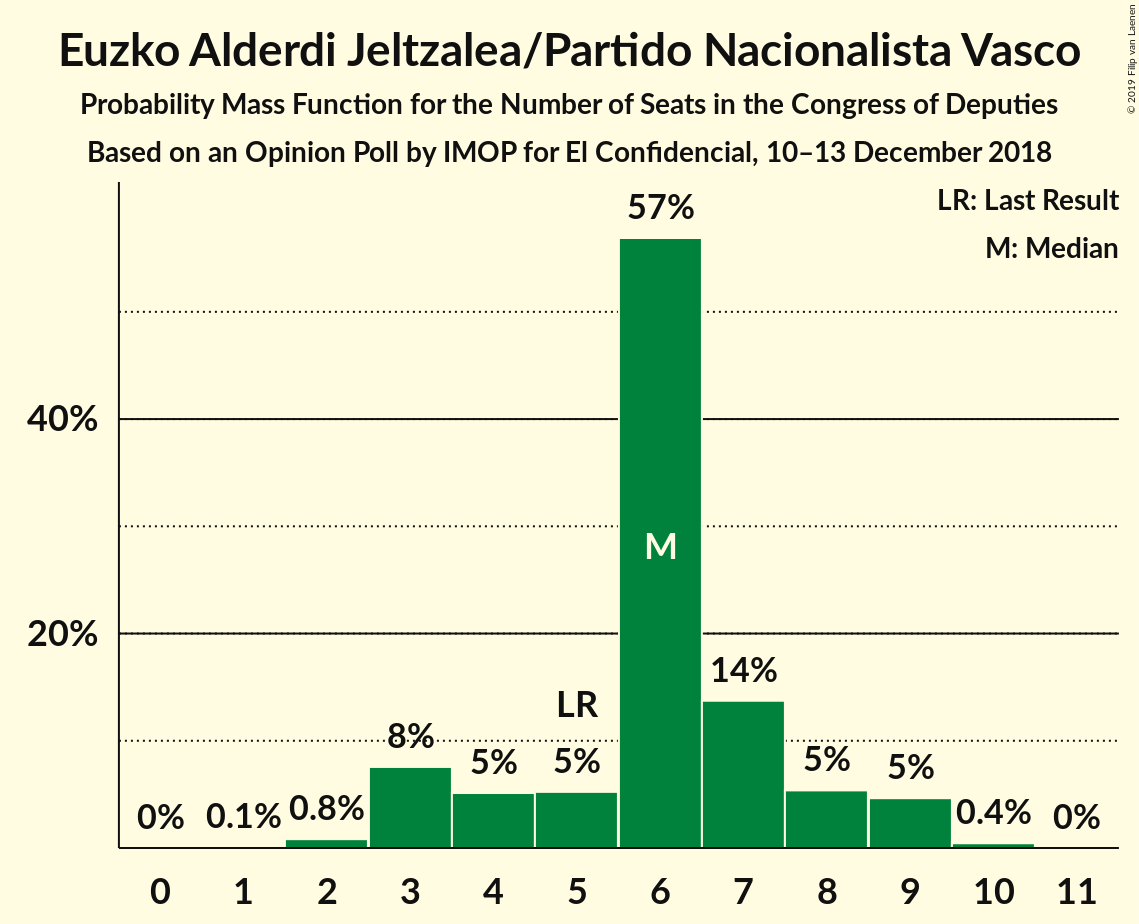 Euzko Alderdi Jeltzalea/Partido Nacionalista Vasco
Probability Mass Function for the Number of Seats in the Congress of Deputies
Based on an Opinion Poll by IMOP for El Confidencial, 10–13 December 2018
© 2019 Filip van Laenen
LR: Last Result
M: Median
57%
40%
M
20%
14%
LR
8%
5%
5%
5%
5%
0%
0.1%
0.8%
0.4%
0%
0 1 2 3 4 5 6 7 8 9 10 11